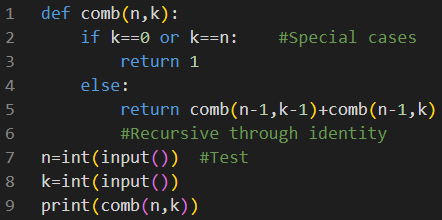 1 def comb(n,k):
2     if k==0 or k==n:    #Special cases
3         return 1
4     else:
5         return comb(n-1,k-1)+comb(n-1,k)
6         #Recursive through identity
7 n=int(input())  #Test
8 k=int(input())
9 print(comb(n,k))